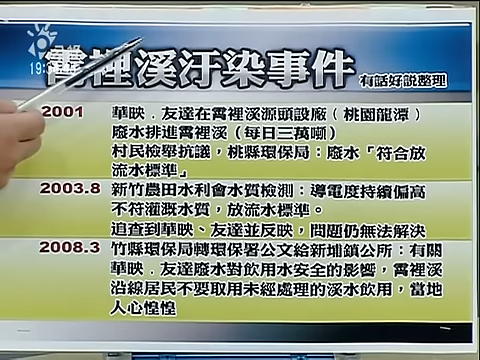 霄裡溪汙染事件
有話好說整理
2001 華映．友達在霄裡溪源頭設廠（桃園龍潭）
廢水排進霄裡溪（每日三萬噸）
村民檢舉抗議，桃縣環保局：廢水「符合放
流水標準」
2003.8 新竹農田水利會水質檢測：導電度持續偏高
不符灌溉水質，放流水標準。
追查到華映、友達並反映，問題仍無法解決
2008.3 竹縣環保局轉環保署公文給新埔鎮公所：有關
華映．友達廢水對飲用水安全的影響，霄裡溪
沿線居民不要取用未經處理的溪水飲用，當地
人心惶惶